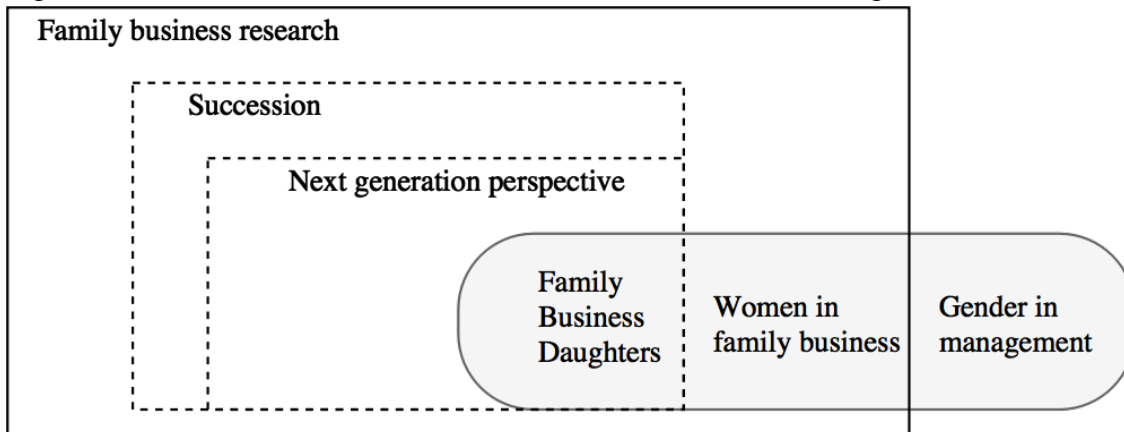 Family business research
Succession
Next generation perspective
Family
Business
Daughters
Women in
family business
Gender in
management